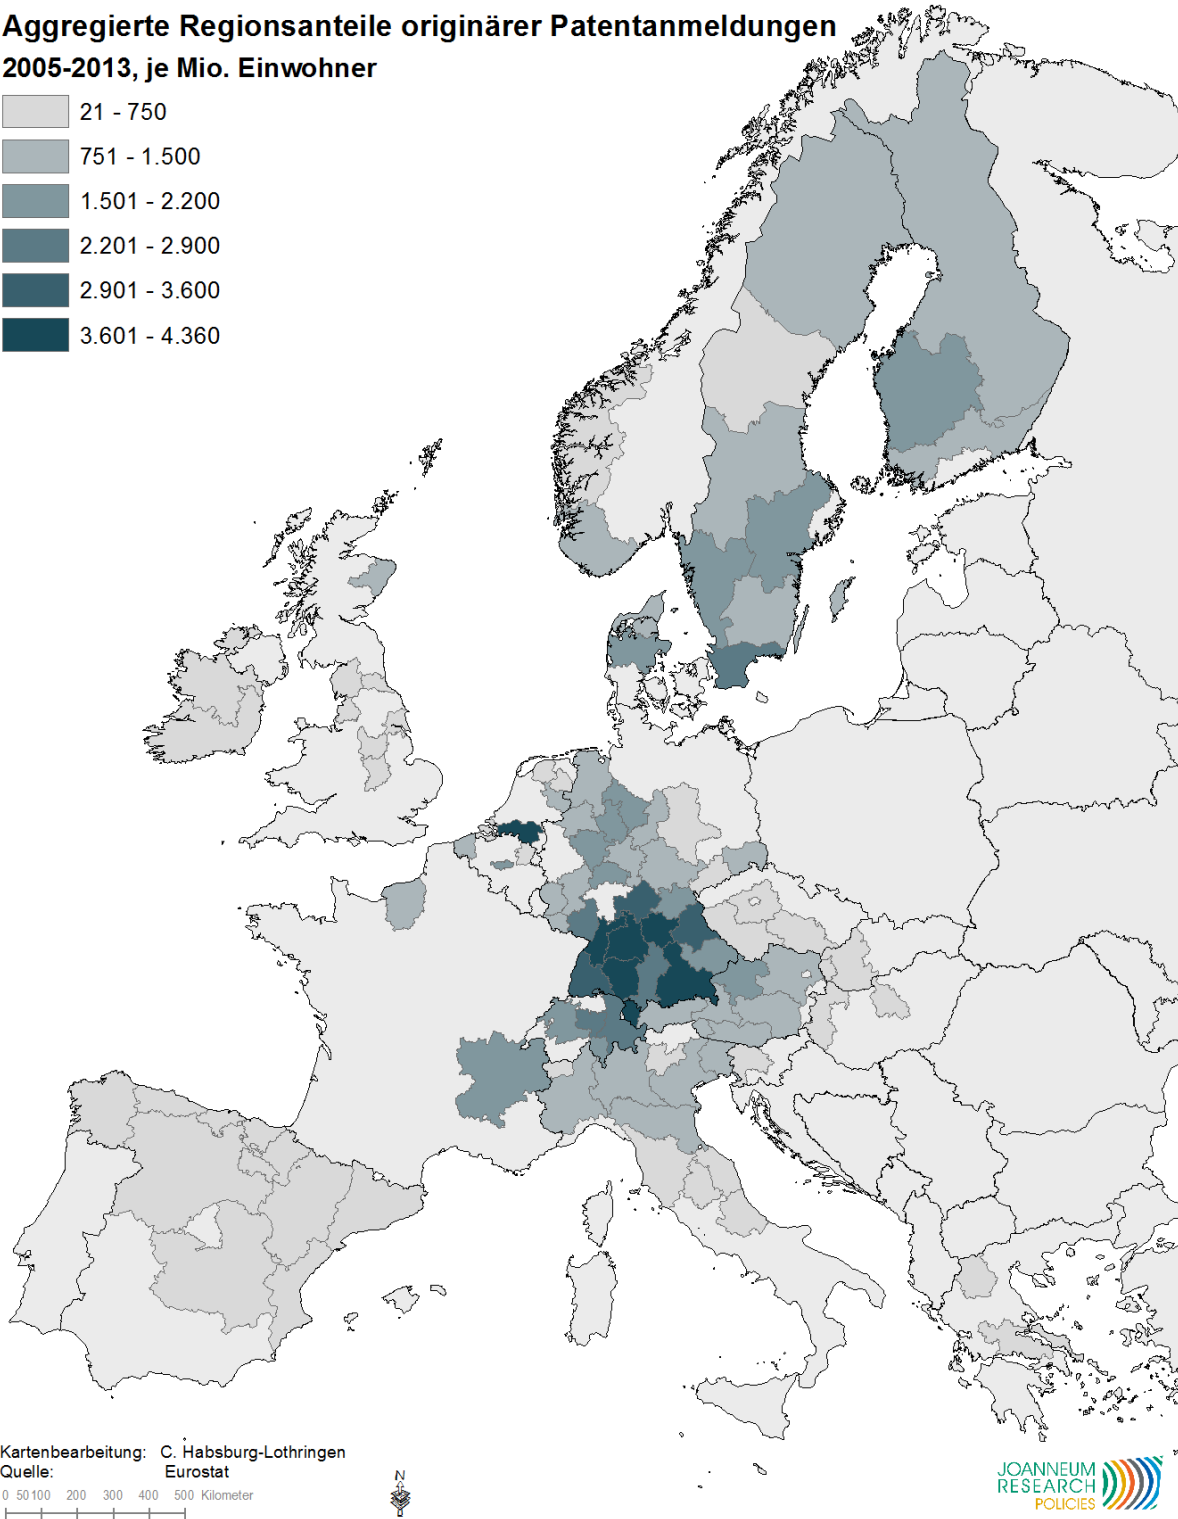 Aggregierte Regionsanteile originärer Patentanmeldungen
2005-2013, je Mio. Einwohner
21 - 750
751 - 1.500
1.501 - 2.200
2.201 - 2.900
2.901 - 3.600
3.601 - 4.360
Kartenbearbeitung: C. Habsburg-Lothringen
Quelle: Eurostat
0 50 100 200 300 400 500 Kilometer
N
JOANNEUM
RESEARCH
POLICIES